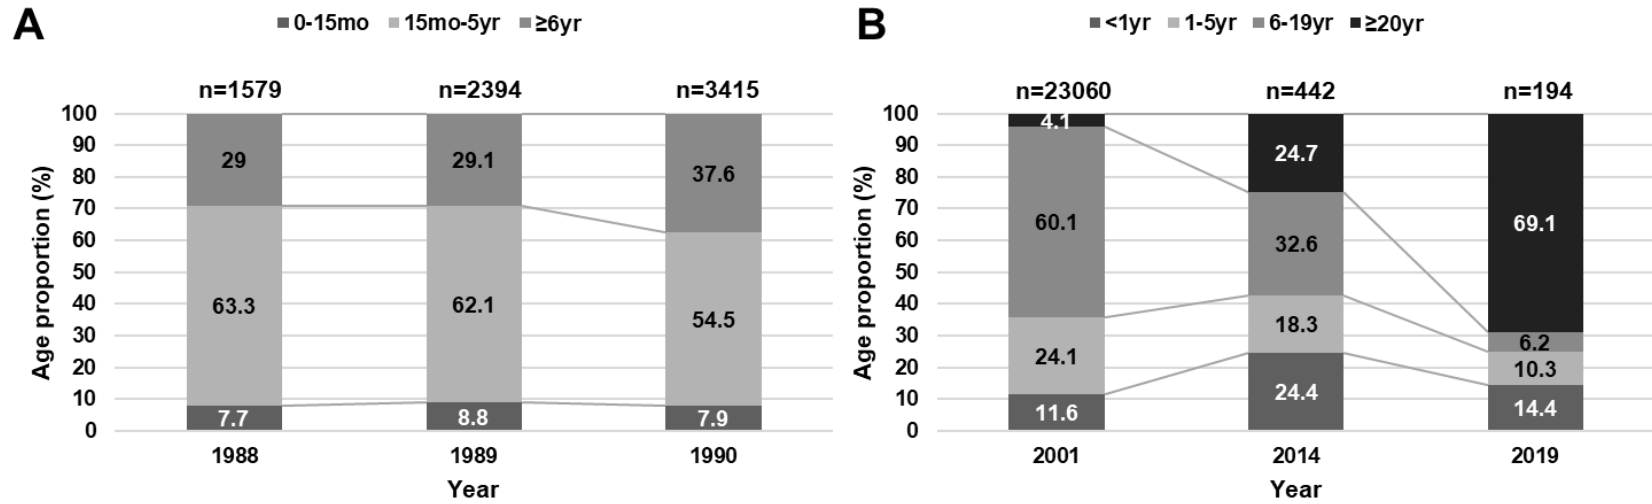 A
0-15mo 15mo-5yr ≥6yr
n=1579 n=2394 n=3415
Age proportion (%)
100
90
80
70
60
50
40
30
20
10
0
29 29.1 37.6
63.3 62.1 54.5
7.7 8.8 7.9
1988 1989 1990
Year
B
<1yr 1-5yr 6-19yr ≥20yr
n=23060 n=442 n=194
Age proportion (%)
100
90
80
70
60
50
40
30
20
10
0
4.1 24.7 69.1
60.1 32.6 6.2
24.1 18.3 10.3
11.6 24.4 14.4
2001 2014 2019
Year